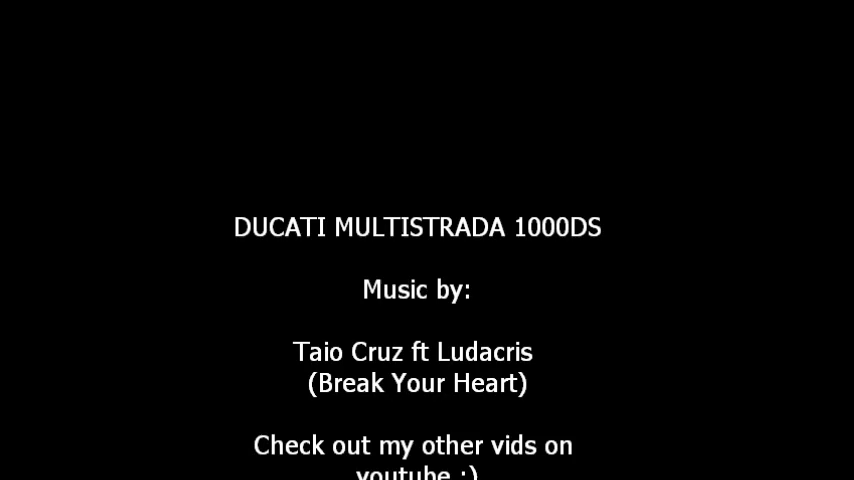 DUCATI MULTISTRADA 1000DS
Music by:
Taio Cruz ft Ludacris
(Break Your Heart)
Check out my other vids on
youtube :)